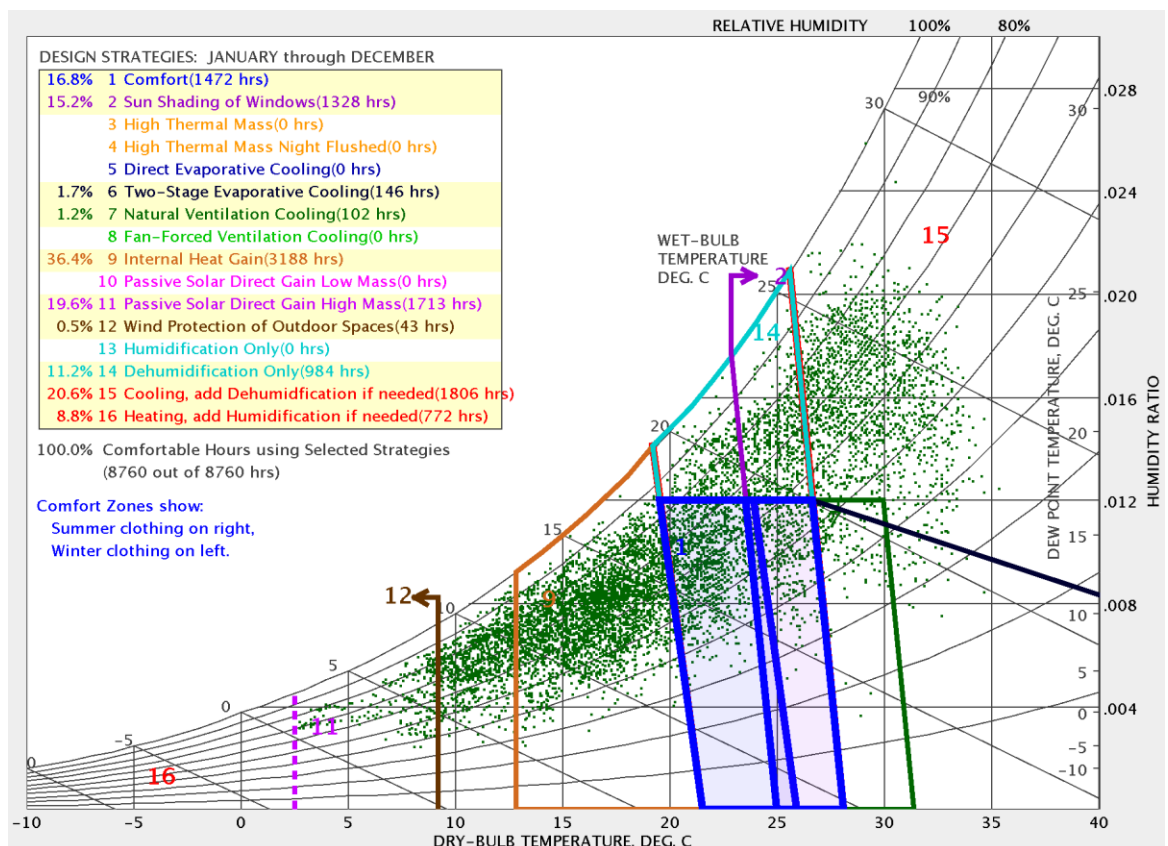 RELATIVE HUMIDITY 100% 80%
DESIGN STRATEGIES: JANUARY through DECEMBER
16.8% 1 Comfort(1472 hrs)
15.2% 2 Sun Shading of Windows(1328 hrs)
3 High Thermal Mass(0 hrs)
4 High Thermal Mass Night Flushed(0 hrs)
5 Direct Evaporative Cooling(0 hrs)
1.7% 6 Two-Stage Evaporative Cooling(146 hrs)
1.2% 7 Natural Ventilation Cooling(102 hrs)
8 Fan-Forced Ventilation Cooling(0 hrs)
36.4% 9 Internal Heat Gain(3188 hrs)
10 Passive Solar Direct Gain Low Mass(0 hrs)
19.6% 11 Passive Solar Direct Gain High Mass(1713 hrs)
0.5% 12 Wind Protection of Outdoor Spaces(43 hrs)
13 Humidification Only(0 hrs)
11.2% 14 Dehumidification Only(984 hrs)
20.6% 15 Cooling, add Dehumidfication if needed(1806 hrs)
8.8% 16 Heating, add Humidification if needed(772 hrs)
100.0% Comfortable Hours using Selected Strategies
(8760 out of 8760 hrs)
Comfort Zones show:
Summer clothing on right,
Winter clothing on left.
WET-BULB
TEMPERATURE
DEG. C
90%
30
25
20
15
10
5
0
-5
0
1
2
9
11
12
14
15
16
30
25
20
15
10
5
0
-5
-10
DEW POINT TEMPERATURE, DEG. C
.028
.024
.020
.016
.012
.008
.004
HUMIDITY RATIO
-10 -5 0 5 10 15 20 25 30 35 40
DRY-BULB TEMPERATURE, DEG. C